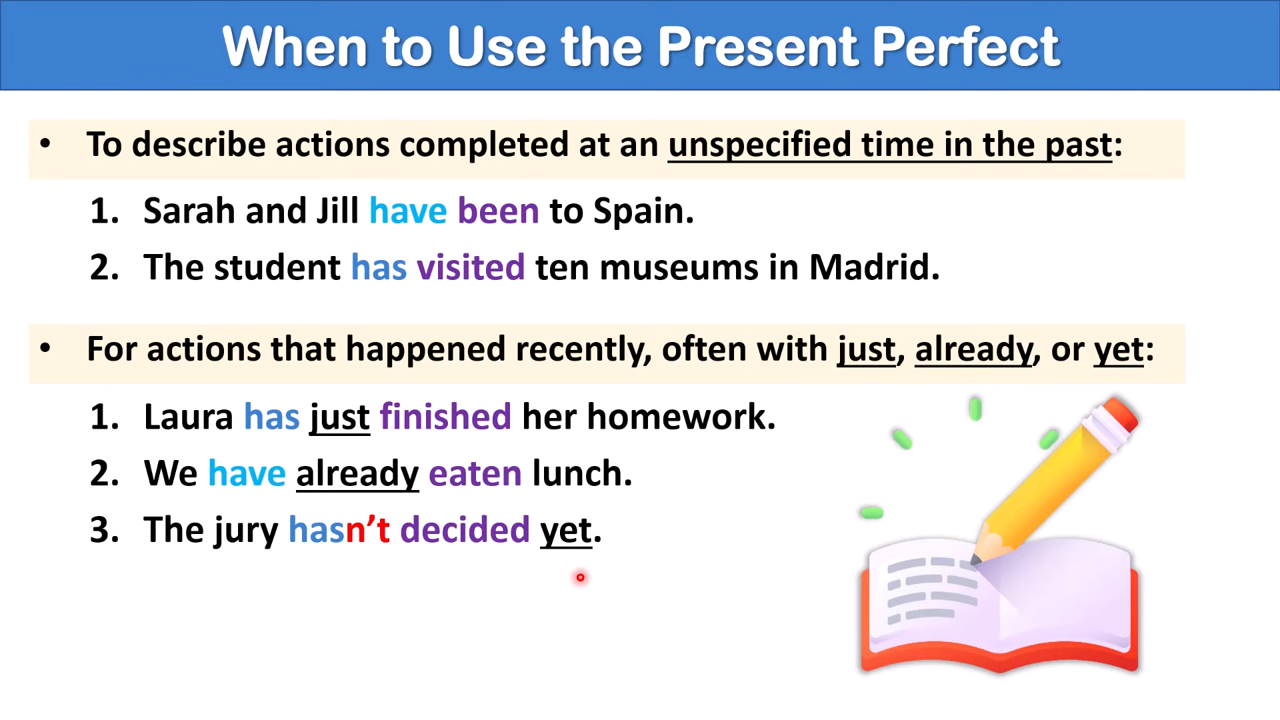 When to Use the Present Perfect
• To describe actions completed at an unspecified time in the past:
1. Sarah and Jill have been to Spain.
2. The student has visited ten museums in Madrid.
• For actions that happened recently, often with just, already, or yet:
1. Laura has just finished her homework.
2. We have already eaten lunch.
3. The jury hasn’t decided yet.